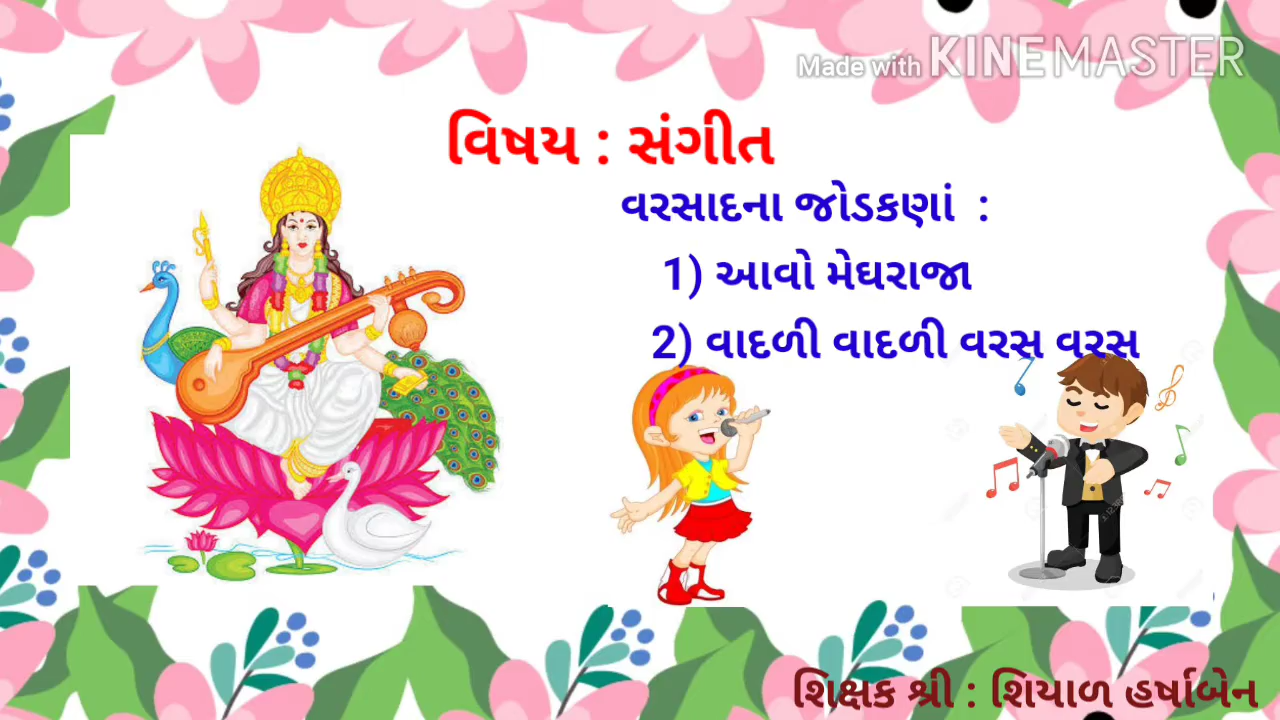 Made with KINEMASTER
વિષય : સંગીત
વરસાદના જોડકણાં :
1) આવો મેઘરાજા
2) વાદળી વાદળી વરસ વરસ
શિક્ષક શ્રી : શિયાળ હર્ષાબેન